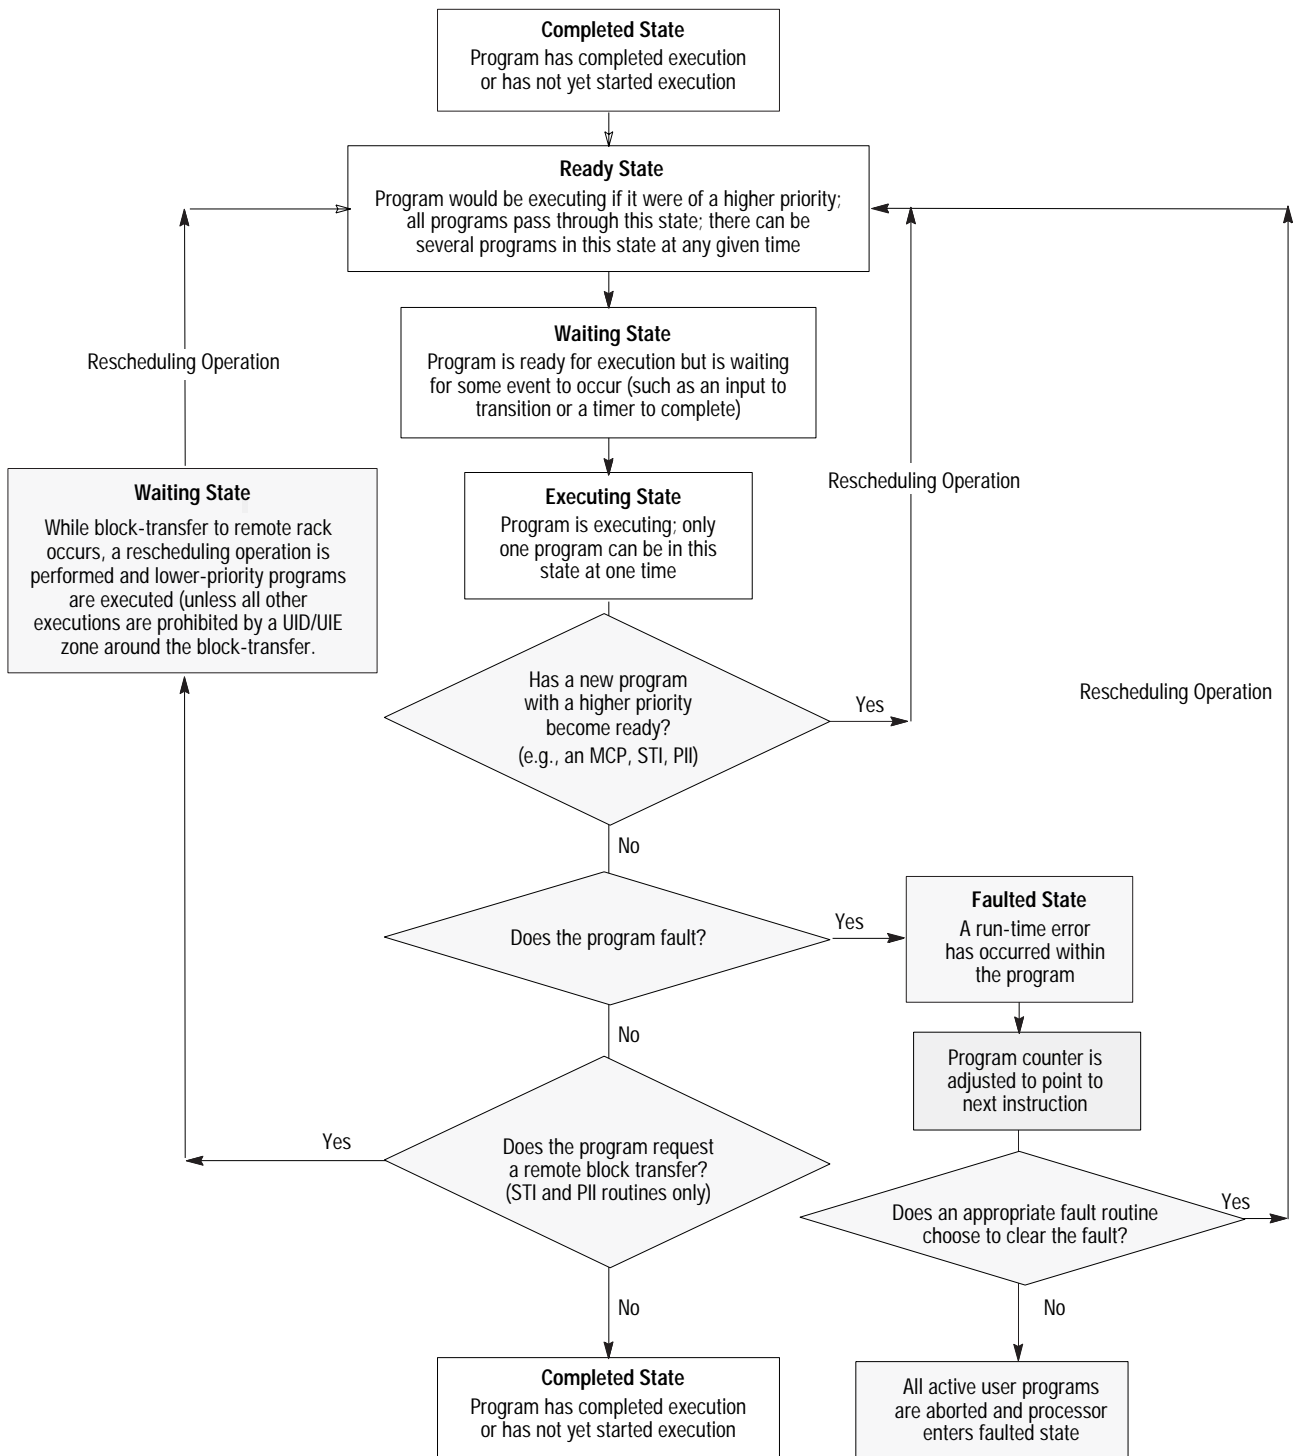 Completed State
Program has completed execution
or has not yet started execution
Ready State
Program would be executing if it were of a higher priority;
all programs pass through this state; there can be
several programs in this state at any given time
Waiting State
Program is ready for execution but is waiting
for some event to occur (such as an input to
transition or a timer to complete)
Rescheduling Operation
Waiting State
While block-transfer to remote rack
occurs, a rescheduling operation is
performed and lower-priority programs
are executed (unless all other
executions are prohibited by a UID/UIE
zone around the block-transfer.
Executing State
Program is executing; only
one program can be in this
state at one time
Rescheduling Operation
Has a new program
with a higher priority
become ready?
(e.g., an MCP, STI, PII)
Yes
Rescheduling Operation
No
Does the program fault?
Yes
Faulted State
A run-time error
has occurred within
the program
No
Program counter is
adjusted to point to
next instruction
Yes
Does the program request
a remote block transfer?
(STI and PII routines only)
Does an appropriate fault routine
choose to clear the fault?
Yes
No
No
Completed State
Program has completed execution
or has not yet started execution
All active user programs
are aborted and processor
enters faulted state